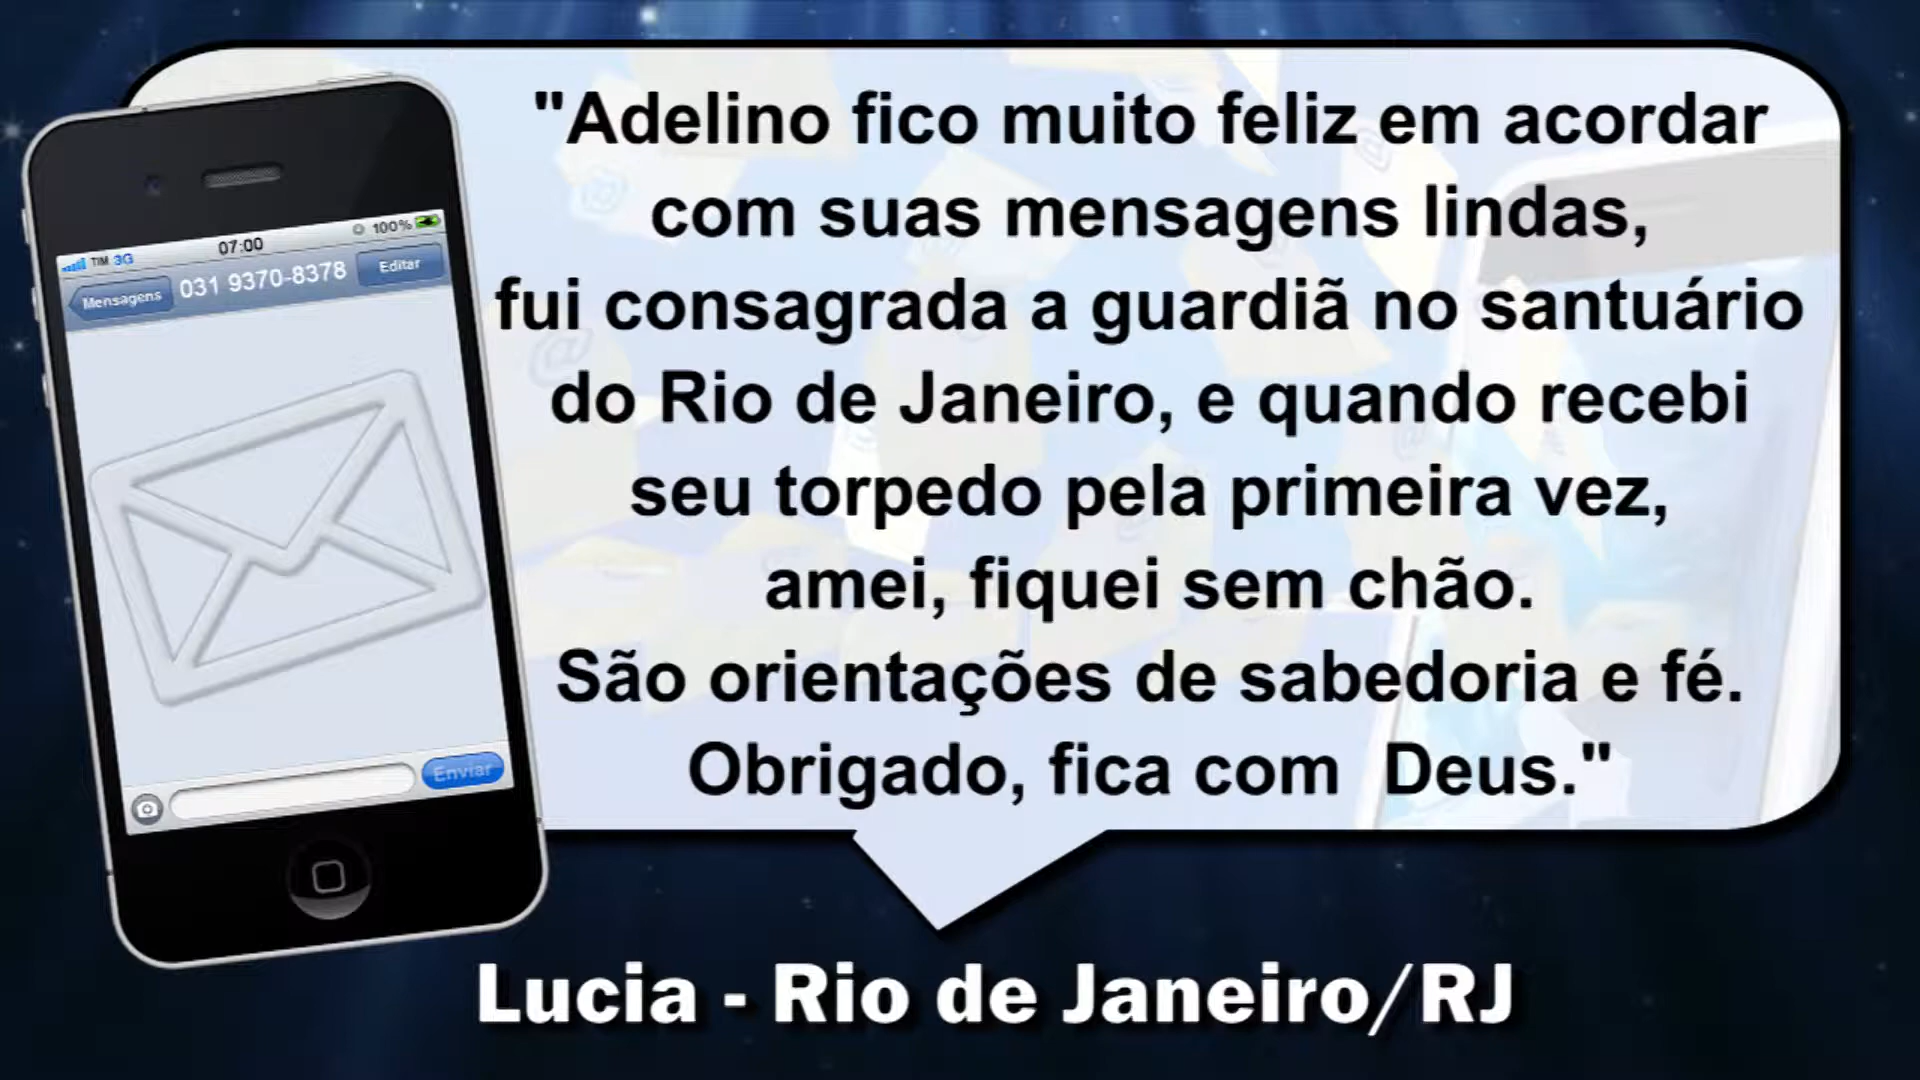 TIM 3G
07:00
100%
Mensagens
031 9370-8378
Editar
Enviar
"Adelino fico muito feliz em acordar
com suas mensagens lindas,
fui consagrada a guardiã no santuário
do Rio de Janeiro, e quando recebi
seu torpedo pela primeira vez,
amei, fiquei sem chão.
São orientações de sabedoria e fé.
Obrigado, fica com Deus."
Lucia - Rio de Janeiro/RJ